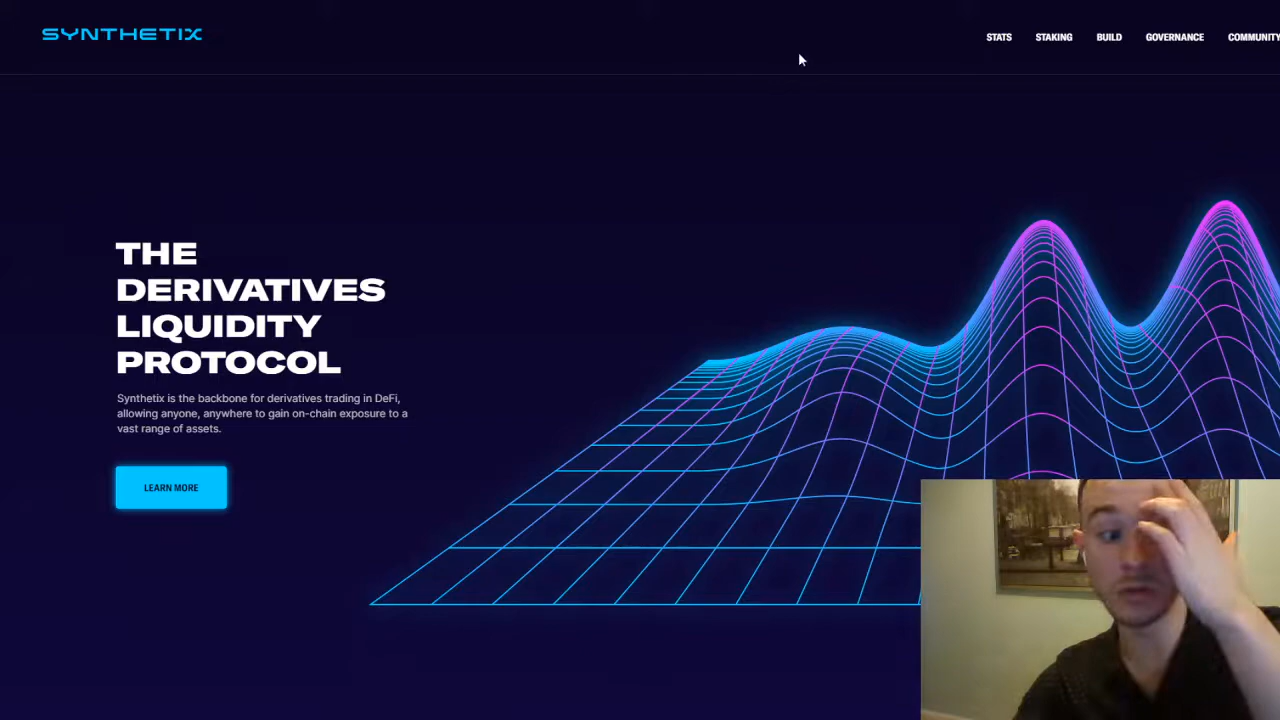 SYNTHETIX
STATS STAKING BUILD GOVERNANCE COMMUNITY
THE
DERIVATIVES
LIQUIDITY
PROTOCOL
Synthetix is the backbone for derivatives trading in DeFi,
allowing anyone, anywhere to gain on-chain exposure to a
vast range of assets.
LEARN MORE